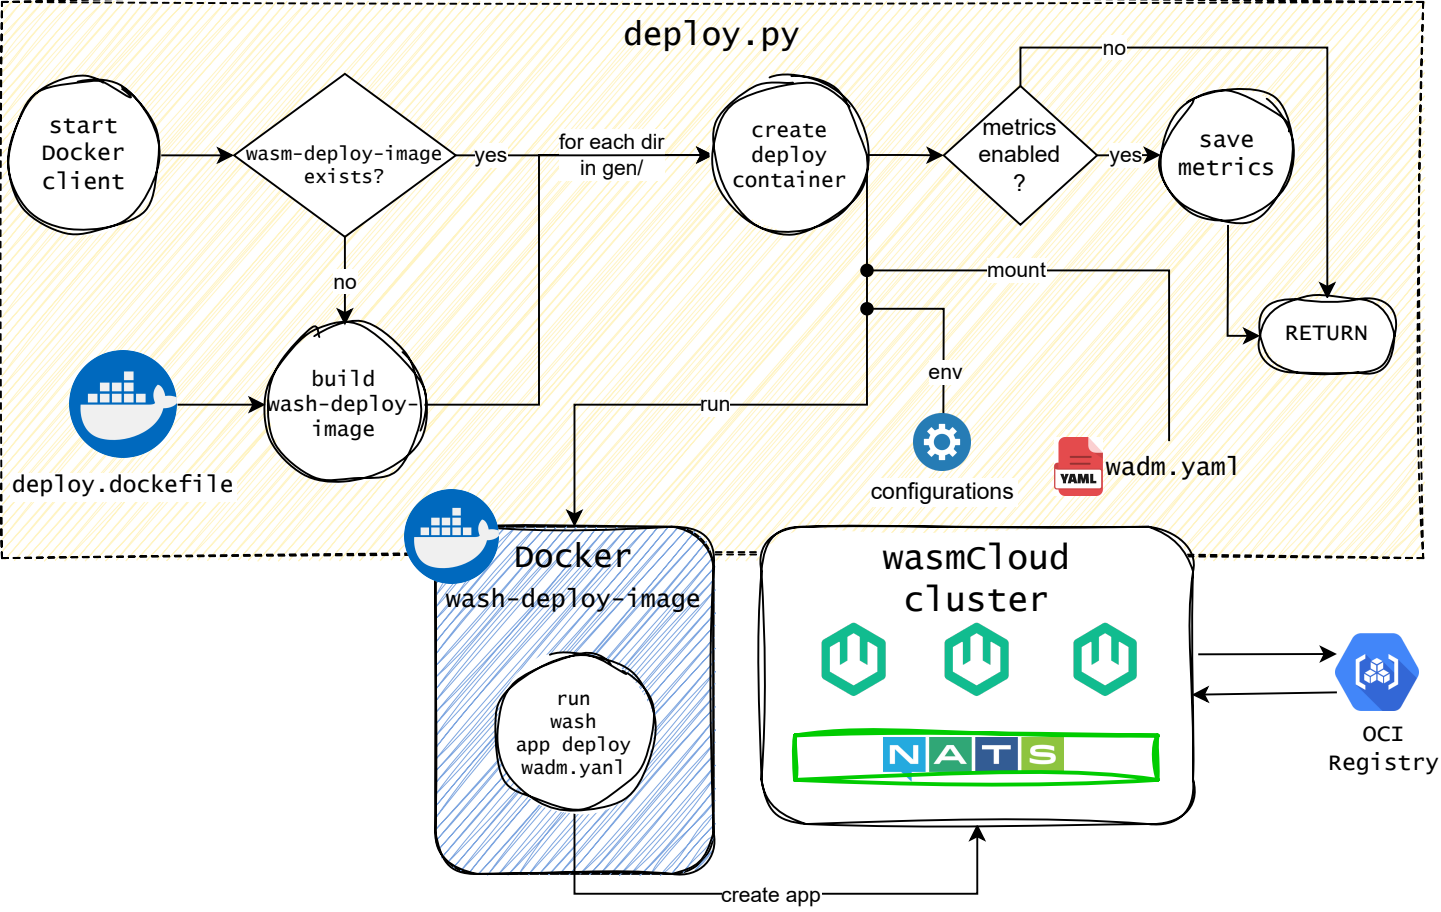 deploy.py
start
Docker
client
wasm-deploy-image
exists?
yes
no
for each dir
in gen/
create
deploy
container
metrics
enabled
?
no
yes
save
metrics
RETURN
mount
env
run
build
wash-deploy-
image
deploy.dockefile
configurations
YAML
wadm.yaml
Docker
wash-deploy-image
run
wash
app deploy
wadm.yanl
create app
wasmCloud
cluster
NATS
OCI
Registry